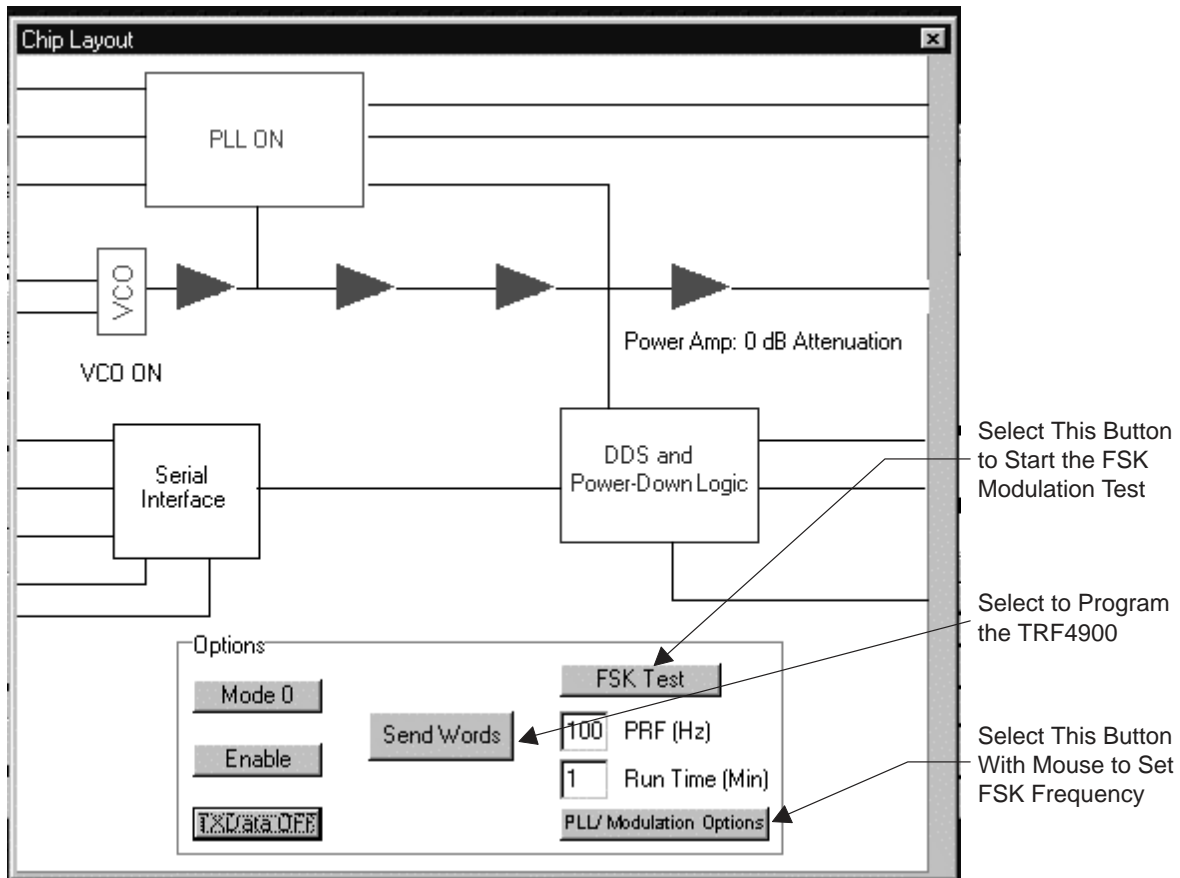 Chip Layout
PLL ON
VCO
VCO ON
Power Amp: 0 dB Attenuation
Serial
Interface
DDS and
Power-Down Logic
Select This Button
to Start the FSK
Modulation Test
Select to Program
the TRF4900
Select This Button
With Mouse to Set
FSK Frequency
Options
Mode 0
Enable
TXData OFF
Send Words
FSK Test
100 PRF (Hz)
1 Run Time (Min)
PLL/ Modulation Options